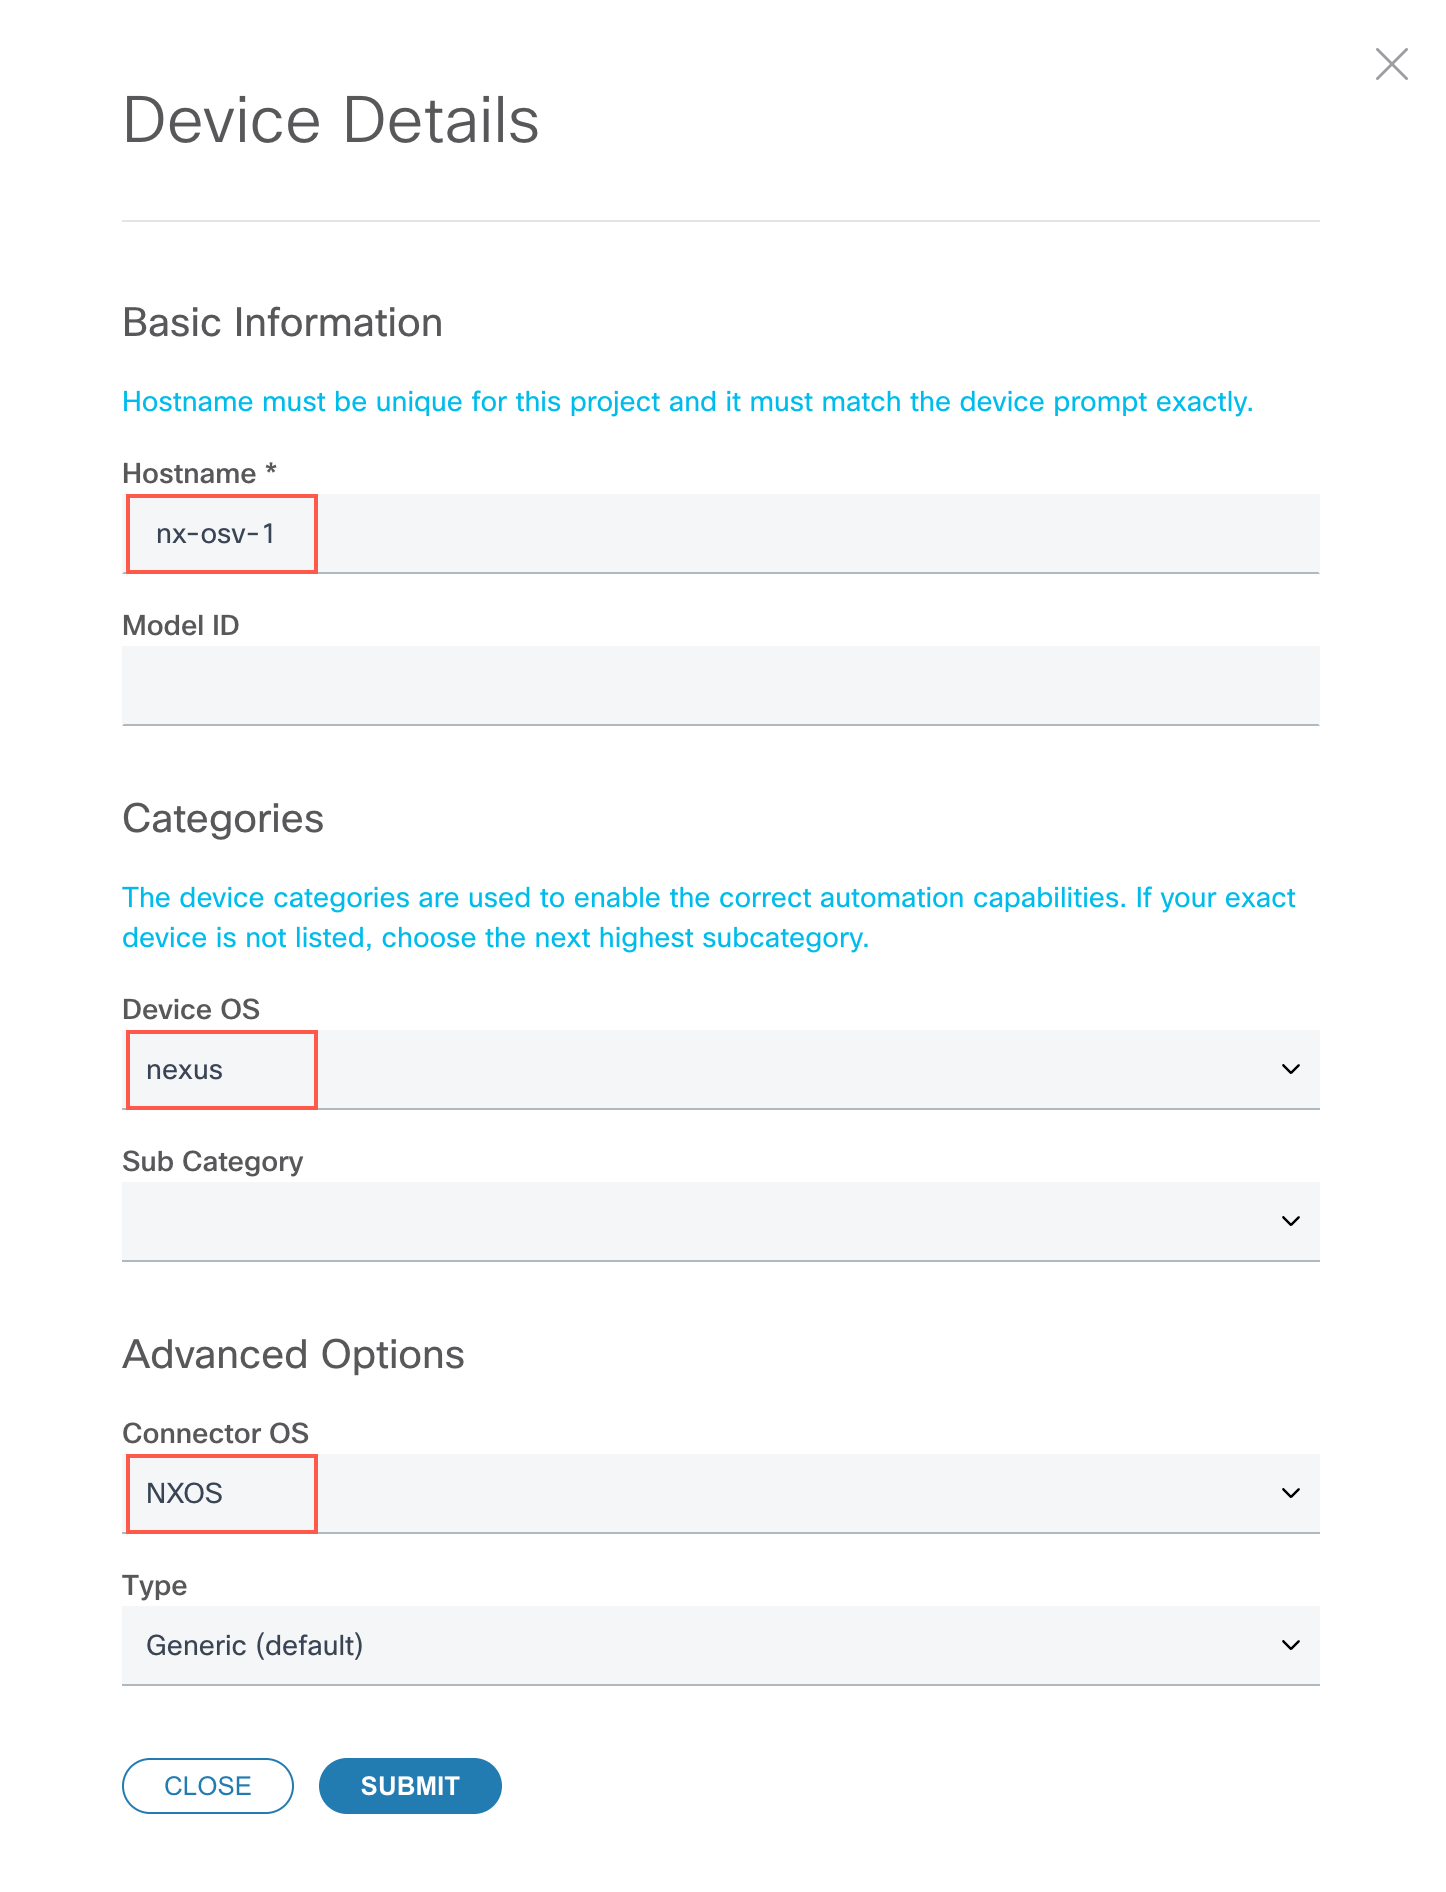 Device Details
Basic Information
Hostname must be unique for this project and it must match the device prompt exactly.
Hostname *
nx-osv-1
Model ID
Categories
The device categories are used to enable the correct automation capabilities. If your exact
device is not listed, choose the next highest subcategory.
Device OS
nexus
Sub Category
Advanced Options
Connector OS
NXOS
Type
Generic (default)
CLOSE SUBMIT